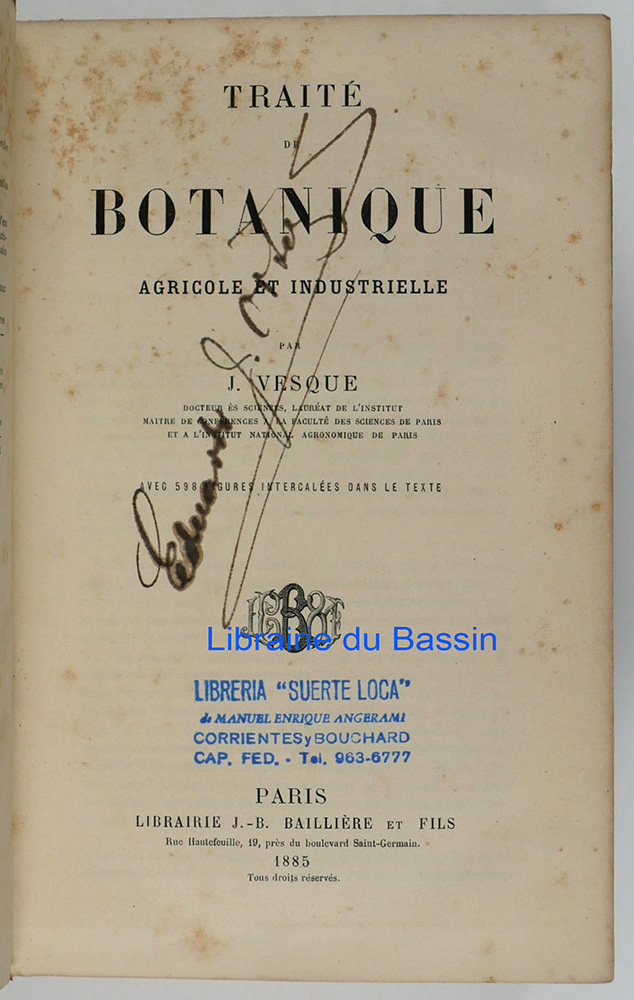 TRAITÉ
DE
BOTANIQUE
AGRICOLE ET INDUSTRIELLE
PAR
J. VESQUE
DOCTEUR ÈS SCIENCES, LAURÉAT DE L'INSTITUT
MAITRE DE CONFÉRENCES A LA FACULTÉ DES SCIENCES DE PARIS
ET A L'INSTITUT NATIONAL AGRONOMIQUE DE PARIS
AVEC 598 FIGURES INTERCALÉES DANS LE TEXTE
Eduardo
Librairie du Bassin
LIBRERIA "SUERTE LOCA"
de MANUEL ENRIQUE ANGERAMI
CORRIENTES y BOUCHARD
CAP. FED. - Tel. 963-6777
PARIS
LIBRAIRIE J.-B. BAILLIÈRE ET FILS
Rue Hautefeuille, 19, près du boulevard Saint-Germain.
1885
Tous droits réservés.